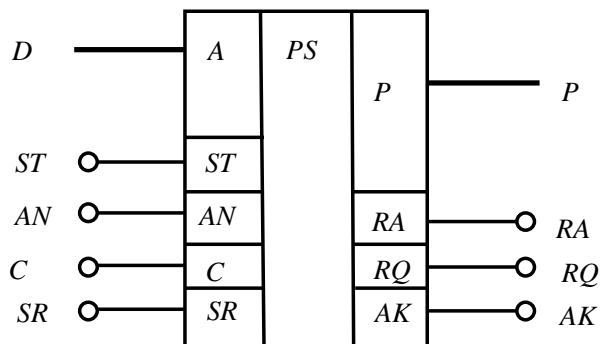 D A PS P P
ST ST
AN AN RA RA
C C RQ RQ
SR SR AK AK